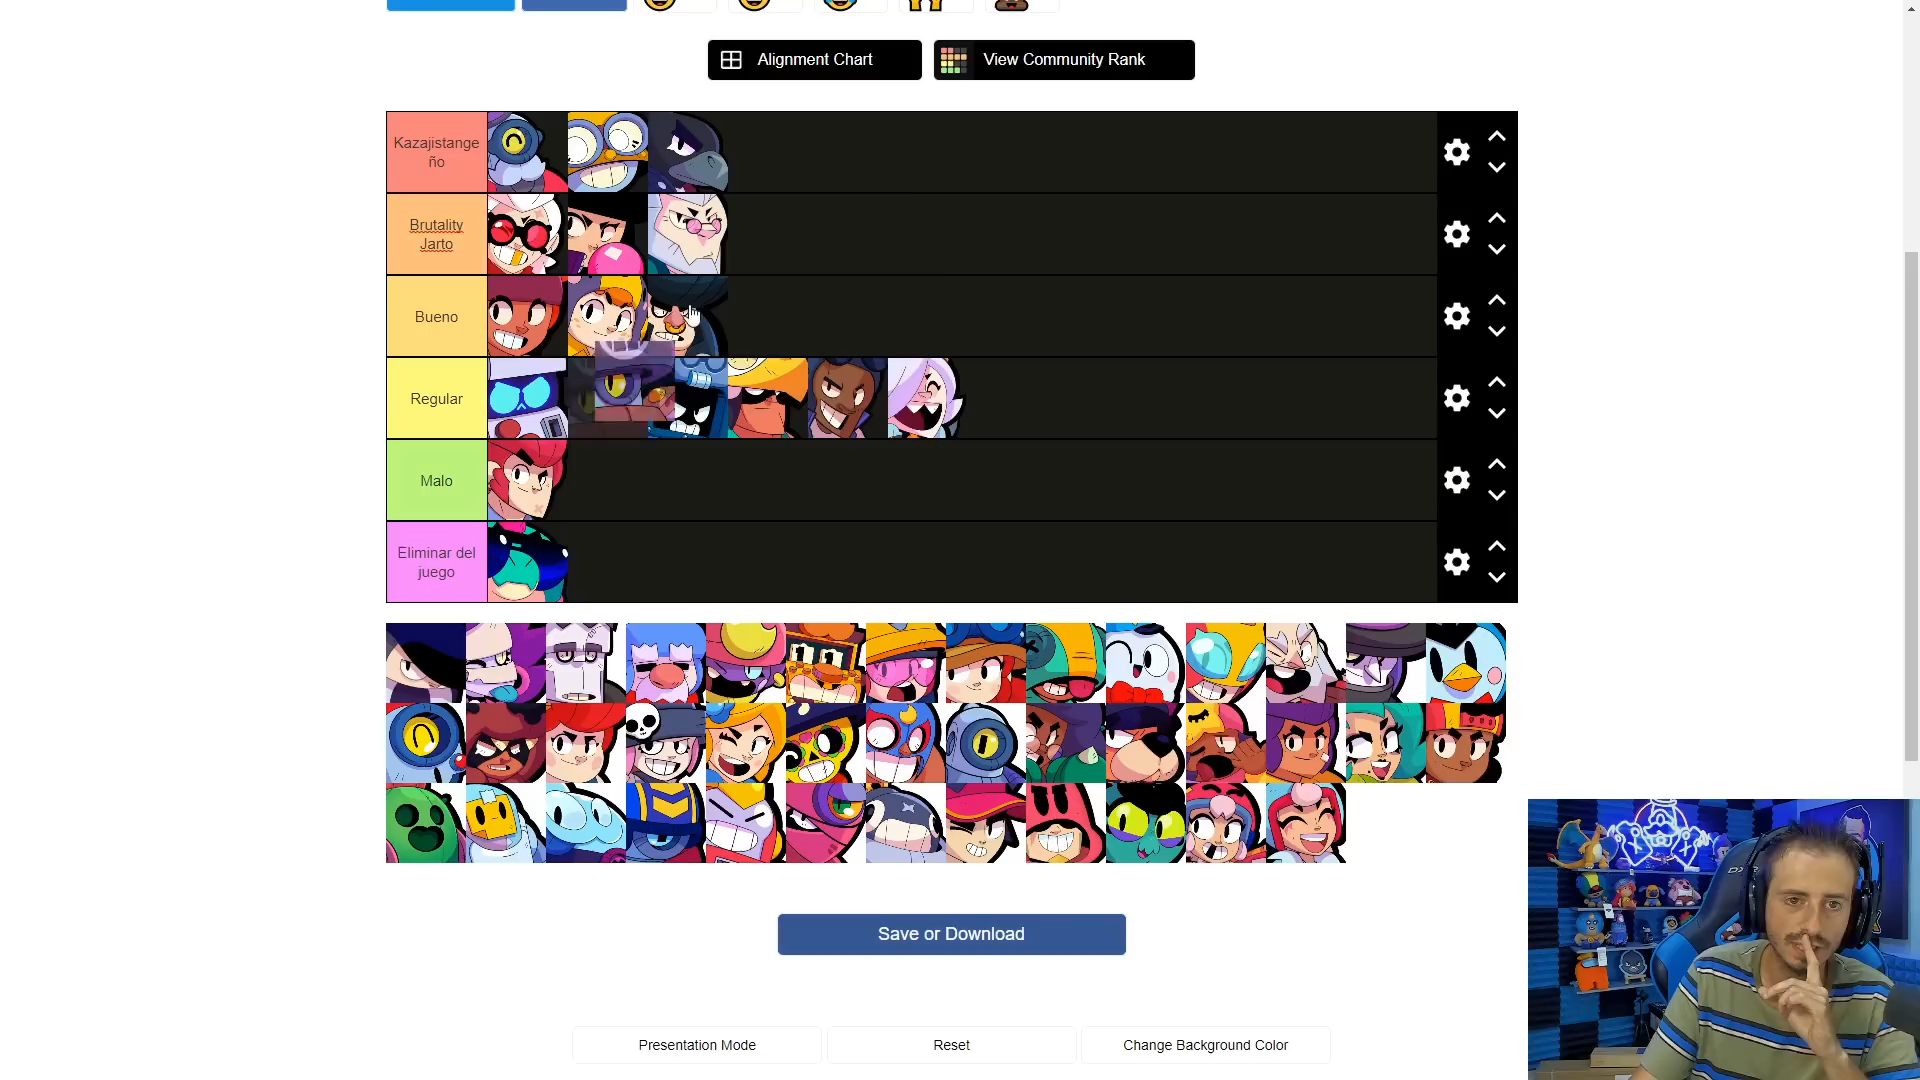 Alignment Chart
View Community Rank
Kazajistange
ño
Brutality
Jarto
Bueno
Regular
Malo
Eliminar del
juego
Save or Download
Presentation Mode
Reset
Change Background Color